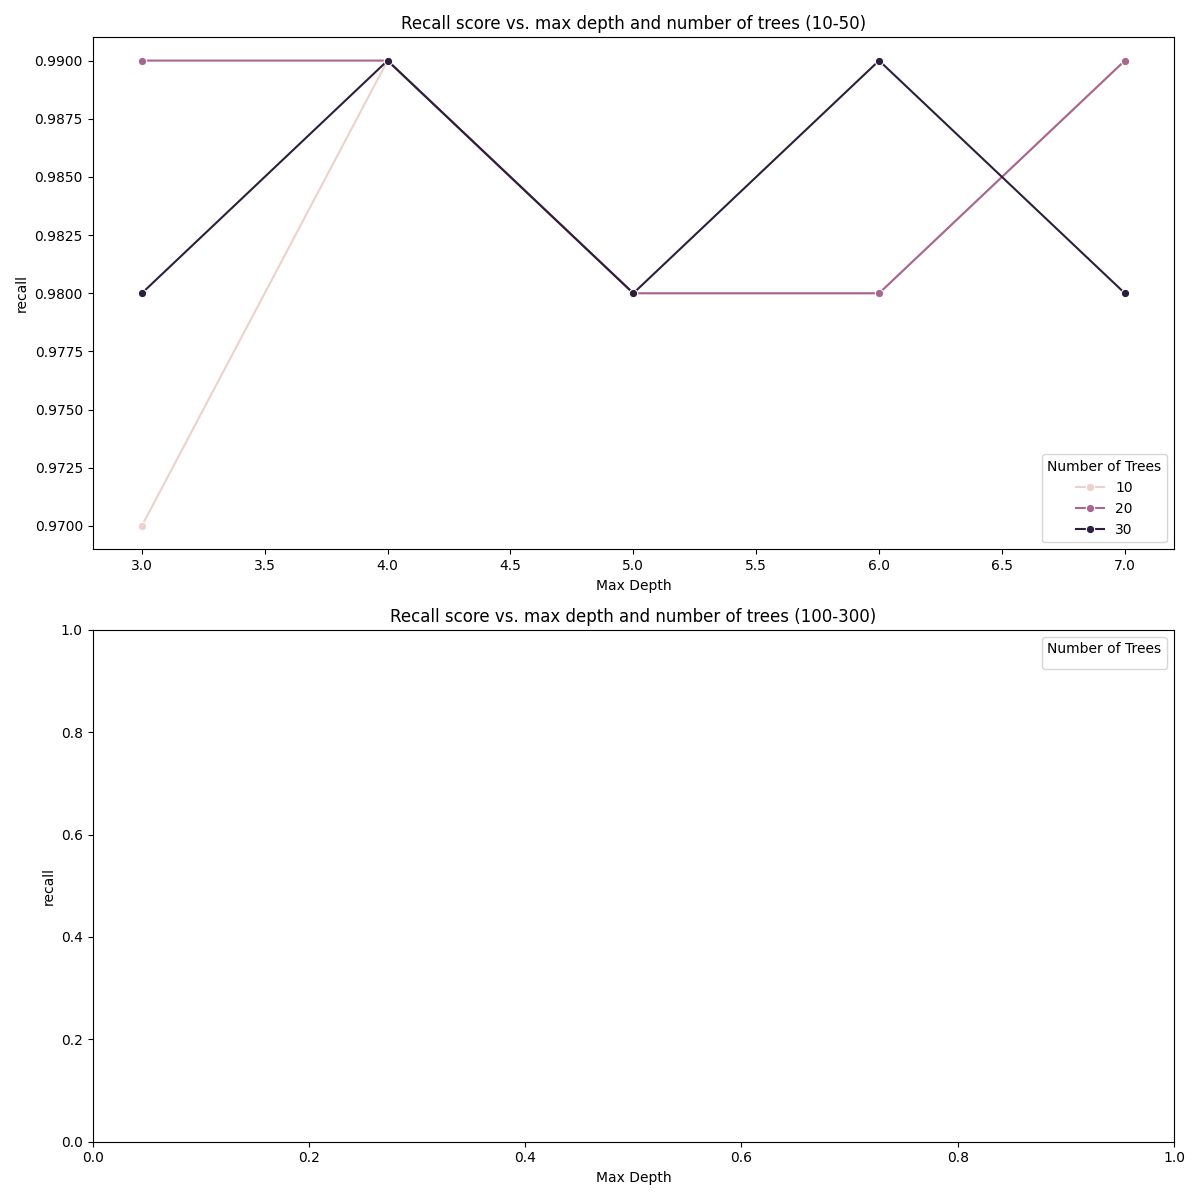 Recall score vs. max depth and number of trees (10-50)
0.9900
0.9875
0.9850
0.9825
0.9800
0.9775
0.9750
0.9725
0.9700
recall
Number of Trees
10
20
30
3.0 3.5 4.0 4.5 5.0 5.5 6.0 6.5 7.0
Max Depth
Recall score vs. max depth and number of trees (100-300)
1.0
0.8
0.6
0.4
0.2
0.0
recall
Number of Trees
0.0 0.2 0.4 0.6 0.8 1.0
Max Depth